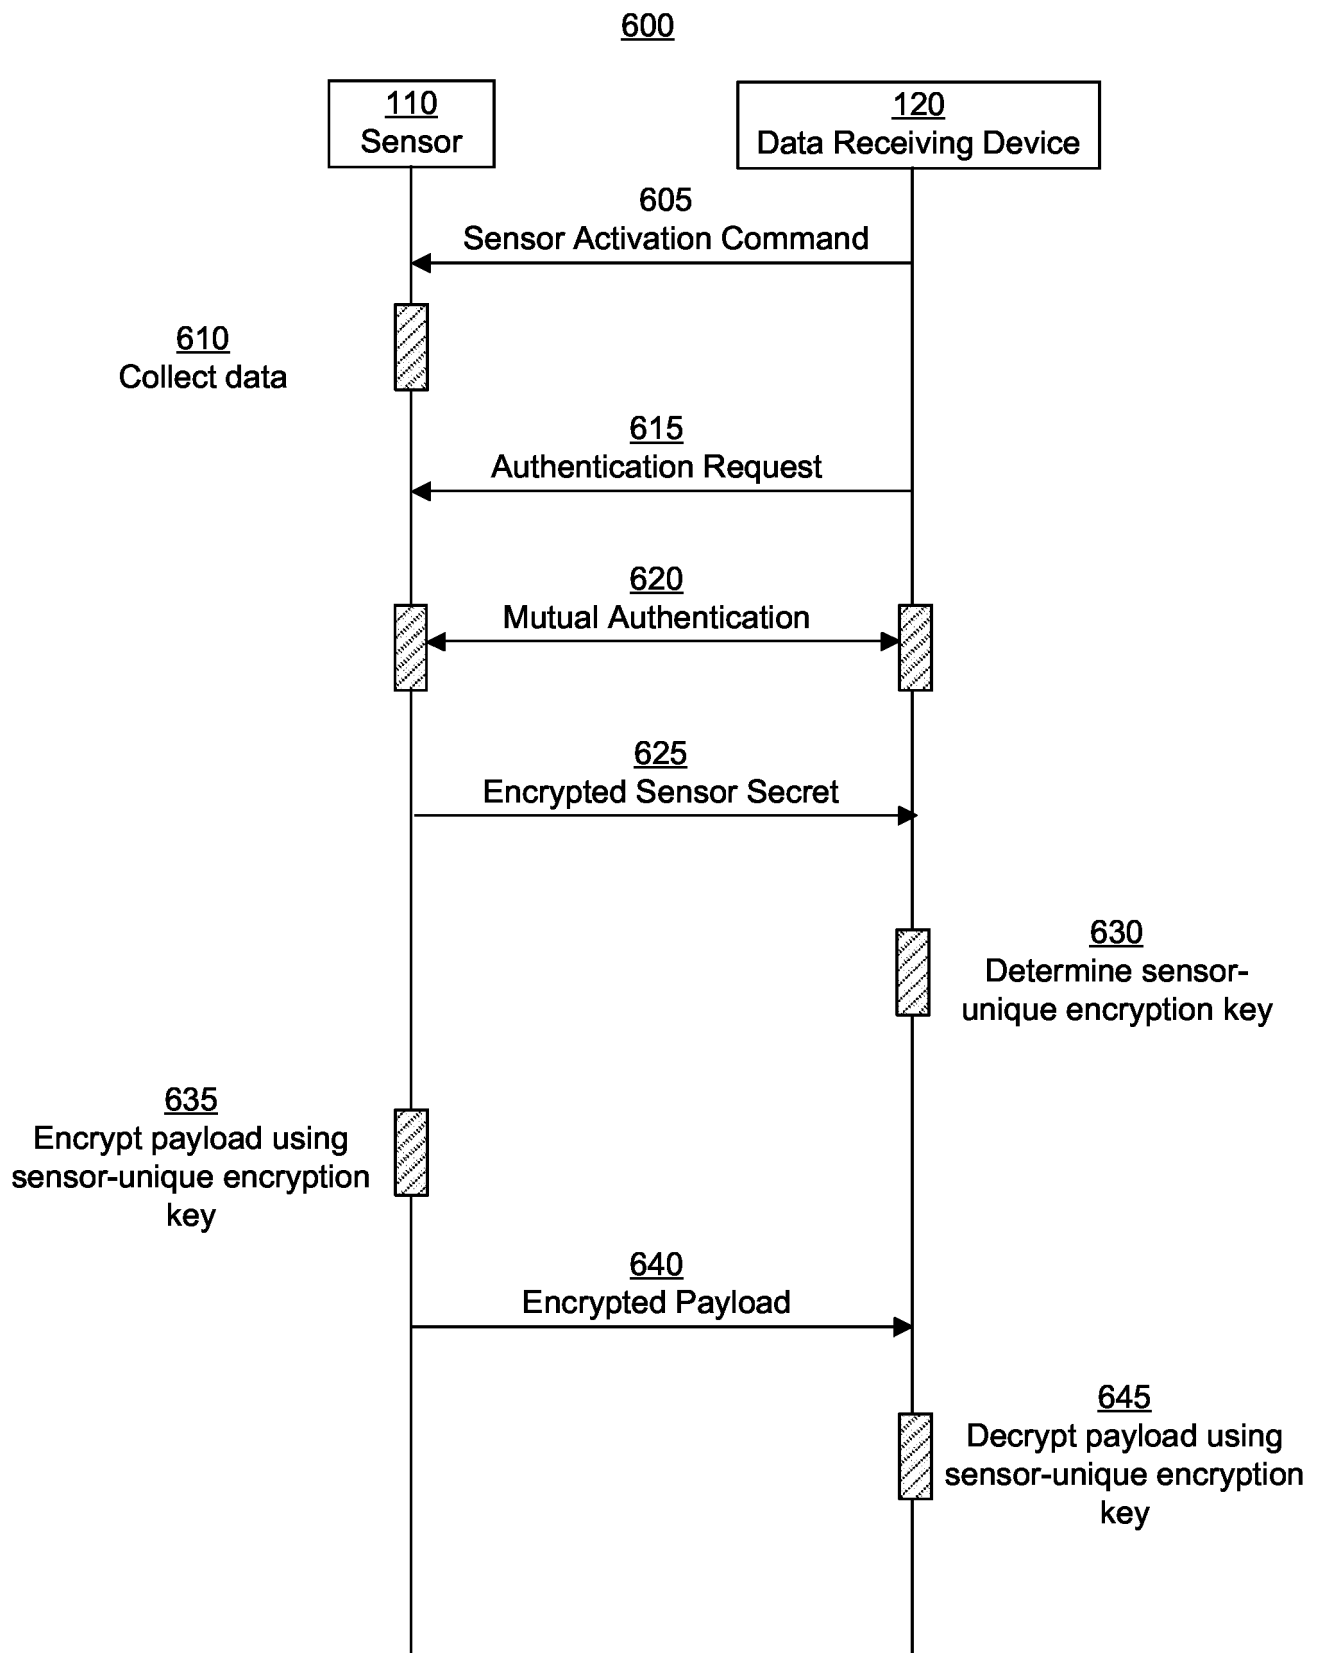 600
110
Sensor
120
Data Receiving Device
605
Sensor Activation Command
610
Collect data
615
Authentication Request
620
Mutual Authentication
625
Encrypted Sensor Secret
630
Determine sensor-
unique encryption key
635
Encrypt payload using
sensor-unique encryption
key
640
Encrypted Payload
645
Decrypt payload using
sensor-unique encryption
key